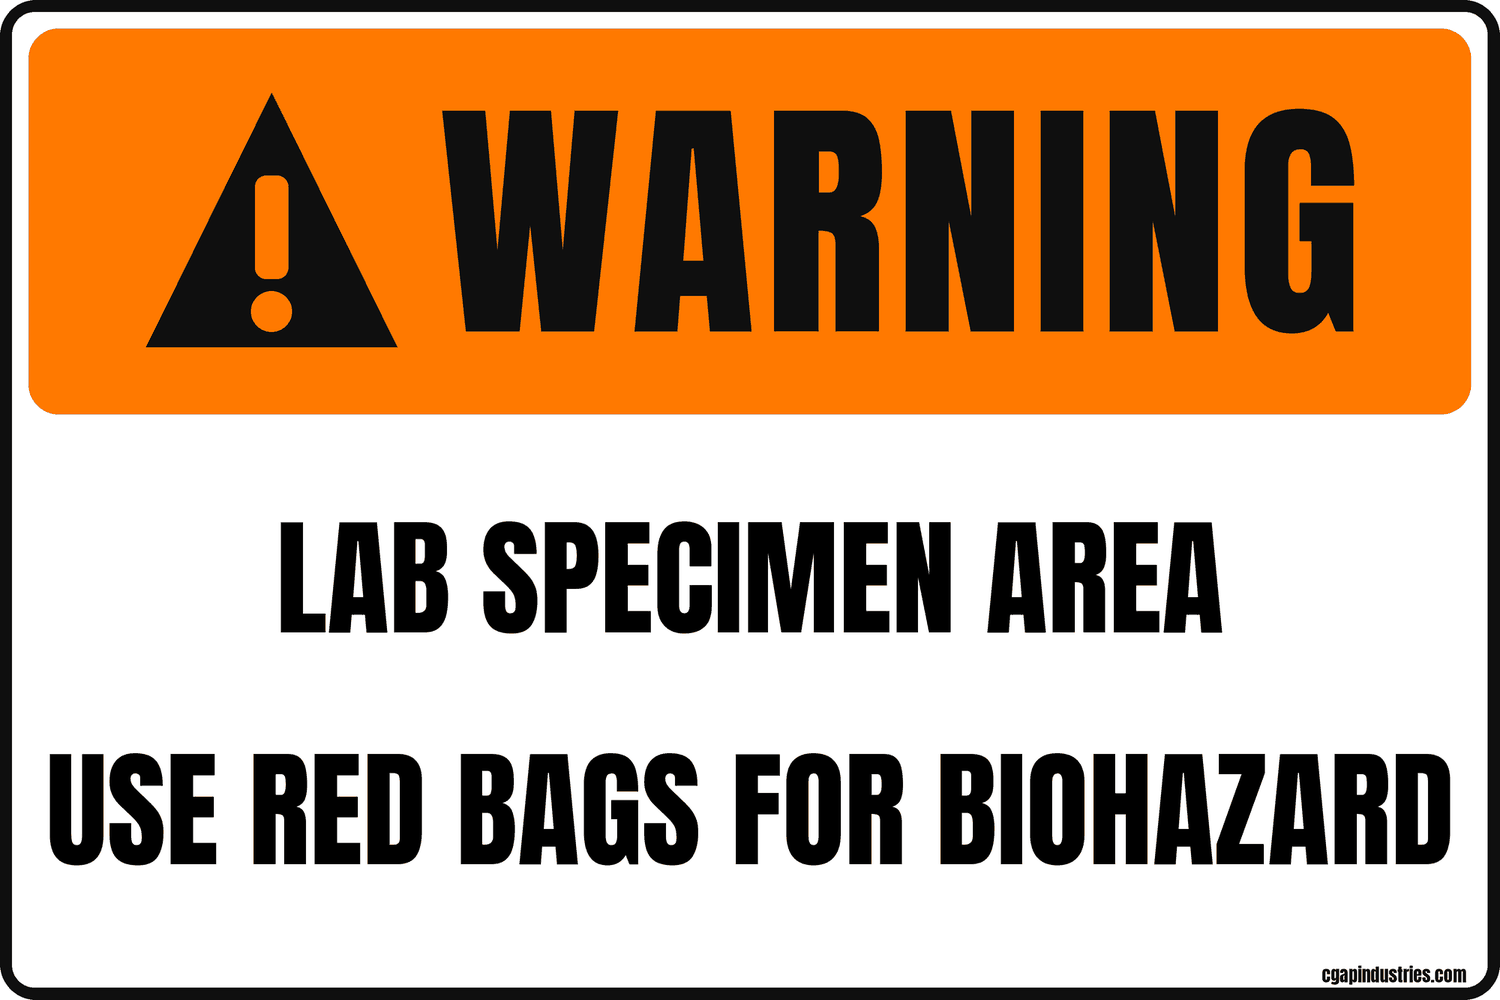 WARNING
LAB SPECIMEN AREA
USE RED BAGS FOR BIOHAZARD
cgapindustries.com